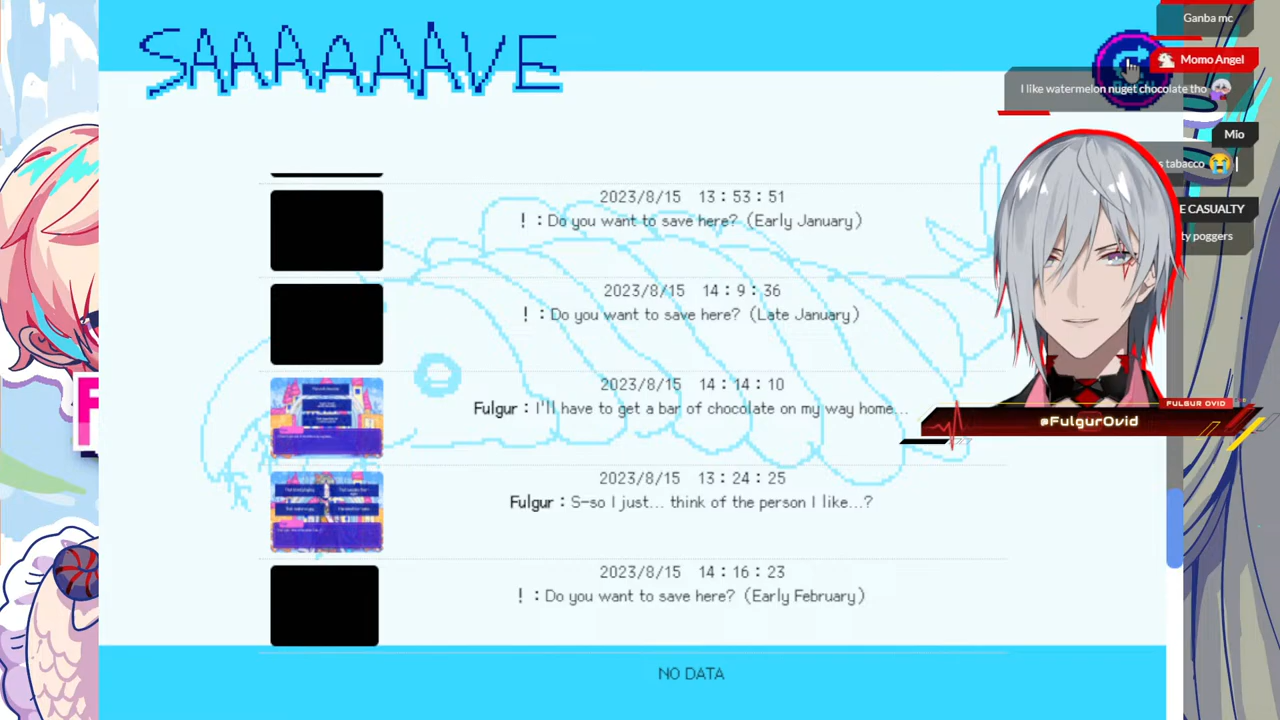 SAAAAAAVE
Ganba mc
Momo Angel
I like watermelon nuget chocolate tho
Mio
s tabacco 😭
E CASUALTY
ty poggers
2023/8/15 13:53:51
! : Do you want to save here? (Early January)
2023/8/15 14:9:36
! : Do you want to save here? (Late January)
2023/8/15 14:14:10
Fulgur : I'll have to get a bar of chocolate on my way home...
2023/8/15 13:24:25
Fulgur : S-so I just... think of the person I like...?
2023/8/15 14:16:23
! : Do you want to save here? (Early February)
NO DATA
FULGUR OVID
@FulgurOvid